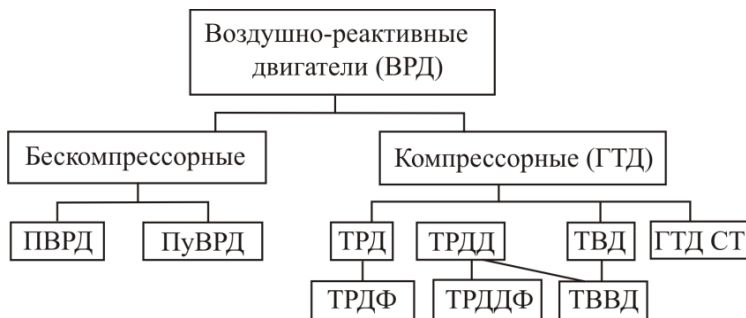 Воздушно-реактивные
двигатели (ВРД)
Бескомпрессорные
Компрессорные (ГТД)
ПВРД
ПуВРД
ТРД
ТРДД
ТВД
ГТД СТ
ТРДФ
ТРДДФ
ТВВД